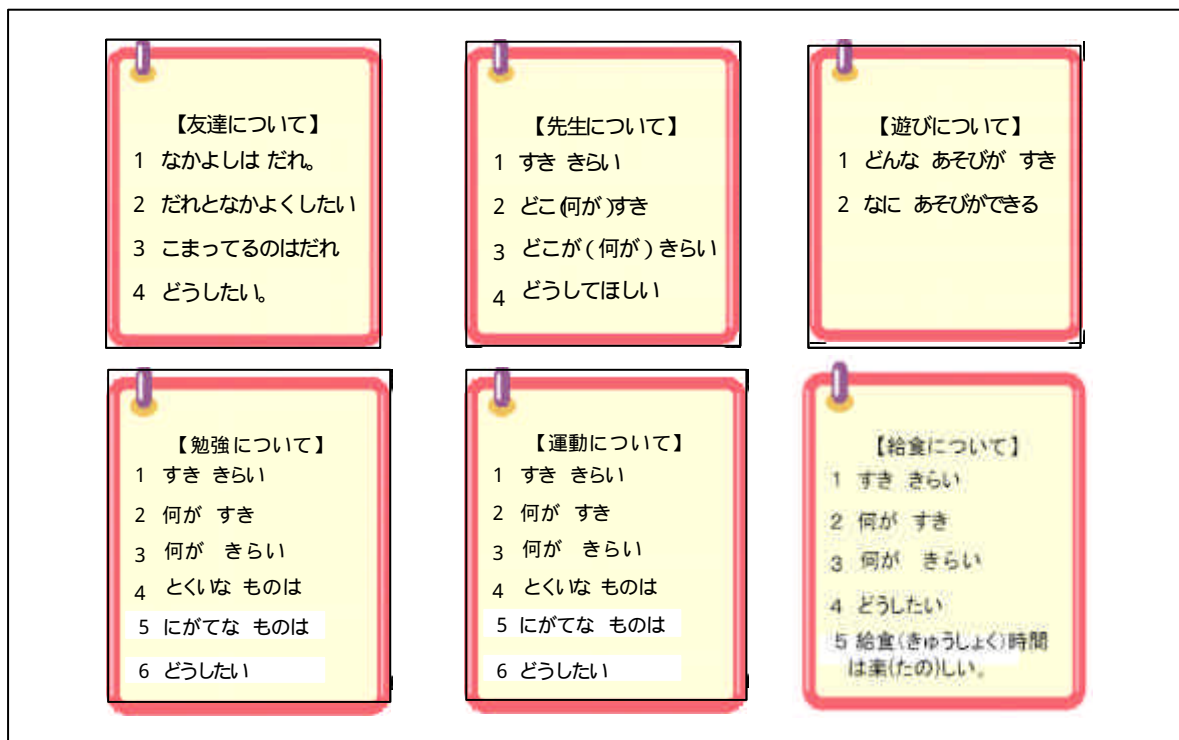 【友達について】
1 なかよしは だれ。
2 だれとなかよくしたい
3 こまってるのはだれ
4 どうしたい。
【先生について】
1 すき きらい
2 どこ(何が)すき
3 どこが(何が)きらい
4 どうしてほしい
【遊びについて】
1 どんな あそびが すき
2 なに あそびができる
【勉強について】
1 すき きらい
2 何が すき
3 何が きらい
4 とくいな ものは
5 にがてな ものは
6 どうしたい
【運動について】
1 すき きらい
2 何が すき
3 何が きらい
4 とくいな ものは
5 にがてな ものは
6 どうしたい
【給食について】
1 すき きらい
2 何が すき
3 何が きらい
4 どうしたい
5 給食(きゅうしょく)時間
は楽(たの)しい。